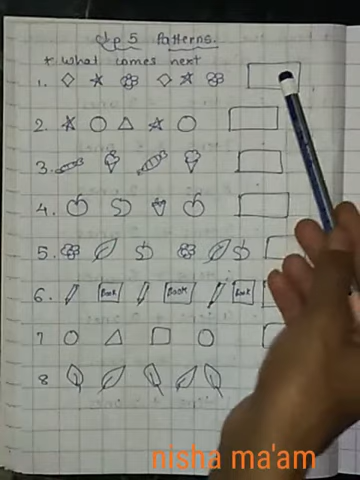 Chp 5 Patterns.
* What comes next
1.
2.
3.
4.
5.
6. Book Book Book
7
8
nisha ma'am